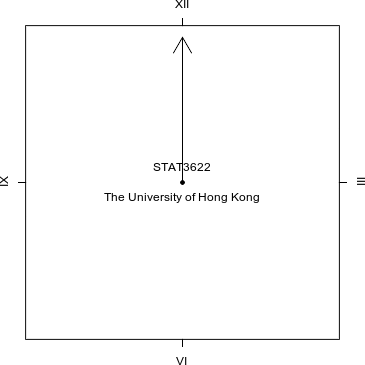 XII
STAT3622
IX
III
The University of Hong Kong
VI